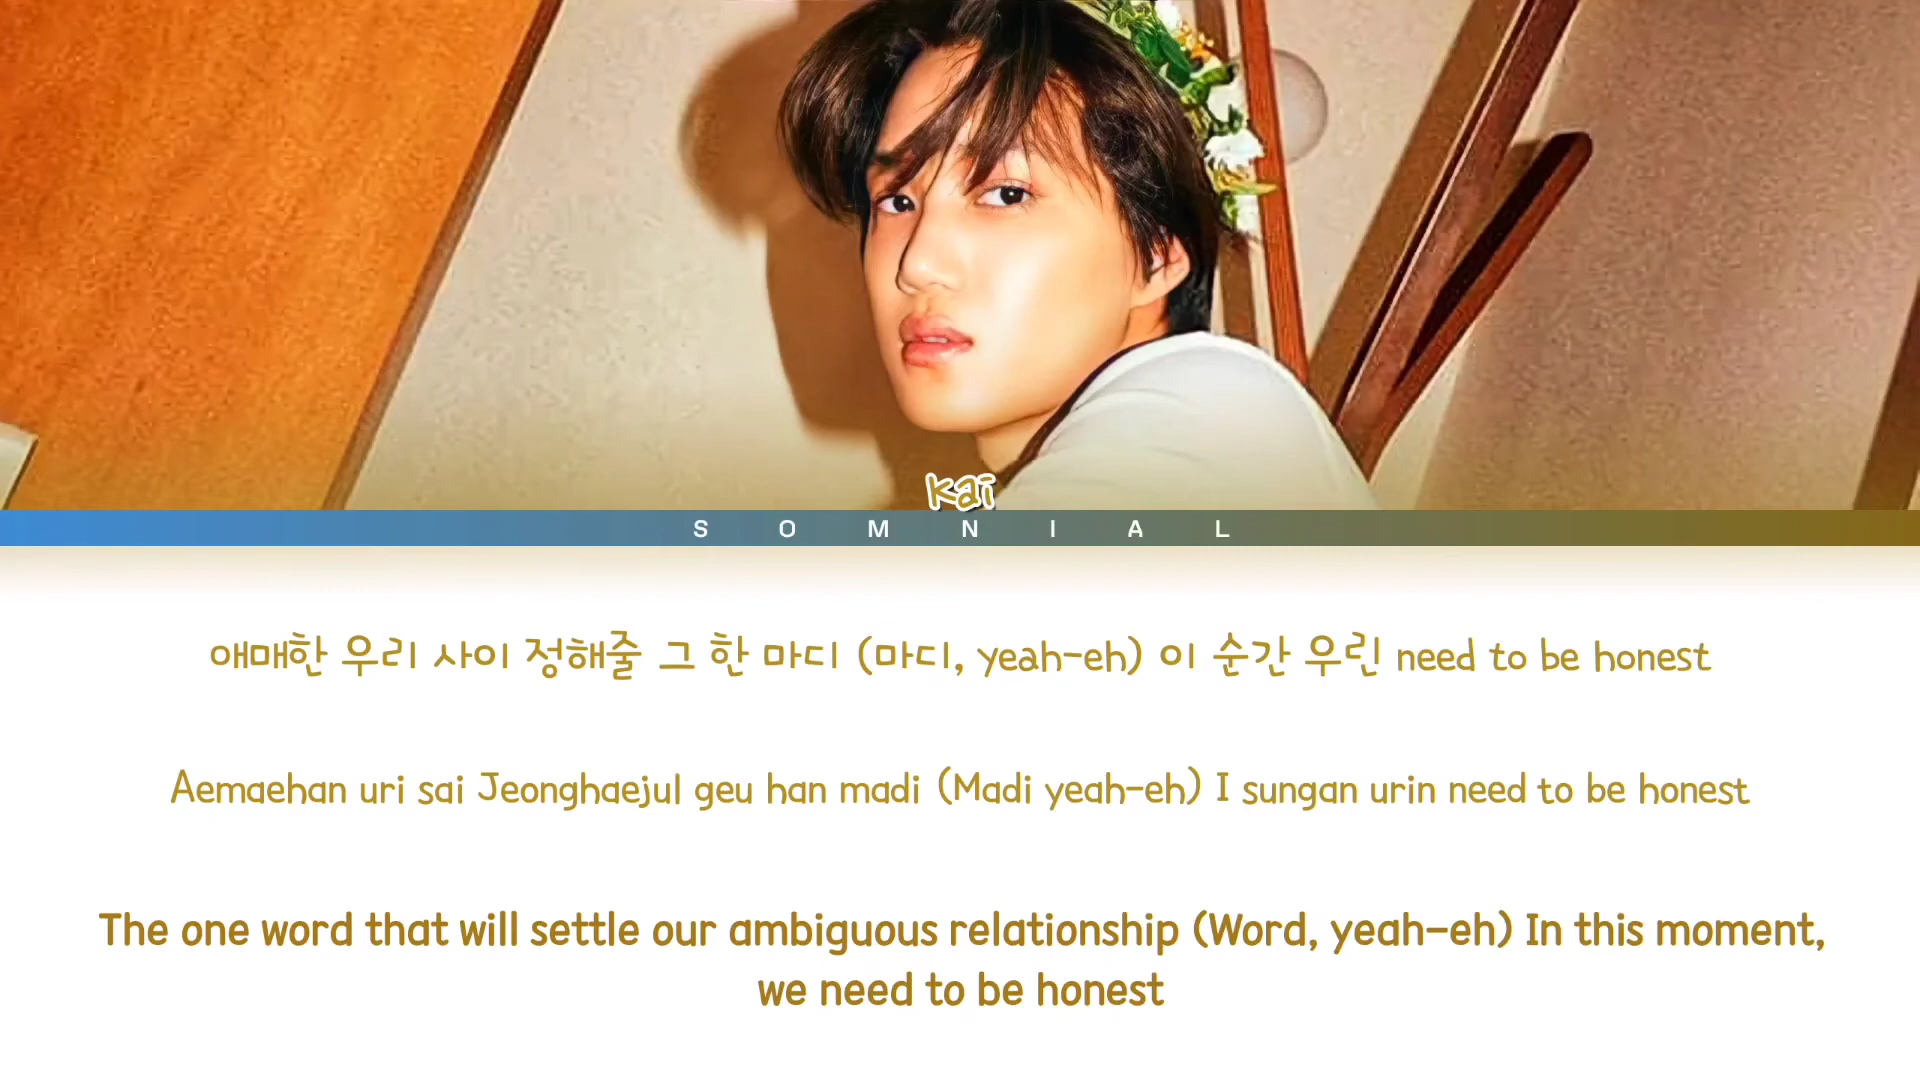 Kai
SOMNIAL
애매한 우리 사이 정해줄 그 한 마디 (마디, yeah-eh) 이 순간 우린 need to be honest
Aemaehan uri sai Jeonghaejul geu han madi (Madi yeah-eh) I sungan urin need to be honest
The one word that will settle our ambiguous relationship (Word, yeah-eh) In this moment,
we need to be honest